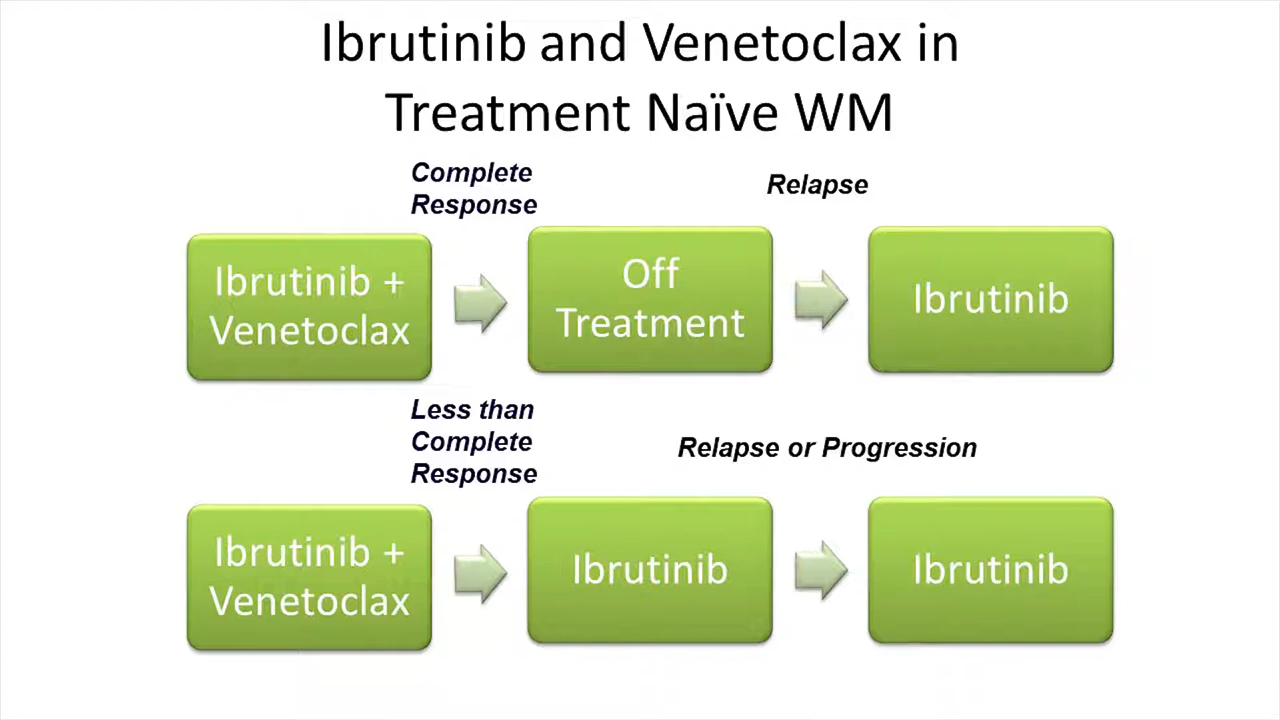 Ibrutinib and Venetoclax in
Treatment Naïve WM
Complete
Response
Relapse
Ibrutinib +
Venetoclax
Off
Treatment
Ibrutinib
Less than
Complete
Response
Relapse or Progression
Ibrutinib +
Venetoclax
Ibrutinib
Ibrutinib